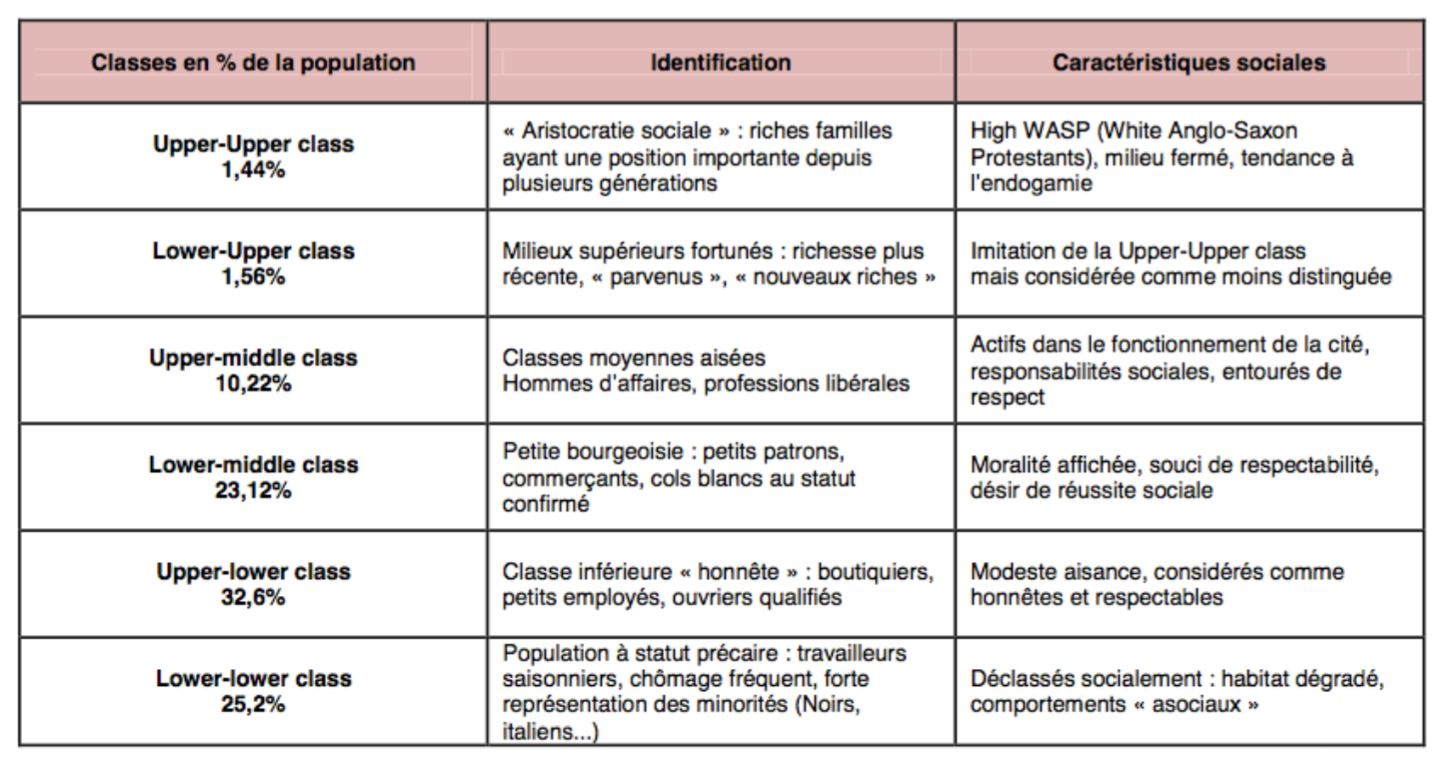 Classes en % de la population
Identification
Caractéristiques sociales
Upper-Upper class
1,44%
« Aristocratie sociale » : riches familles
ayant une position importante depuis
plusieurs générations
High WASP (White Anglo-Saxon
Protestants), milieu fermé, tendance à
l'endogamie
Lower-Upper class
1,56%
Milieux supérieurs fortunés : richesse plus
récente, « parvenus », « nouveaux riches »
Imitation de la Upper-Upper class
mais considérée comme moins distinguée
Upper-middle class
10,22%
Classes moyennes aisées
Hommes d'affaires, professions libérales
Actifs dans le fonctionnement de la cité,
responsabilités sociales, entourés de
respect
Lower-middle class
23,12%
Petite bourgeoisie : petits patrons,
commerçants, cols blancs au statut
confirmé
Moralité affichée, souci de respectabilité,
désir de réussite sociale
Upper-lower class
32,6%
Classe inférieure « honnête » : boutiquiers,
petits employés, ouvriers qualifiés
Modeste aisance, considérés comme
honnêtes et respectables
Lower-lower class
25,2%
Population à statut précaire : travailleurs
saisonniers, chômage fréquent, forte
représentation des minorités (Noirs,
italiens...)
Déclassés socialement : habitat dégradé,
comportements « asociaux »